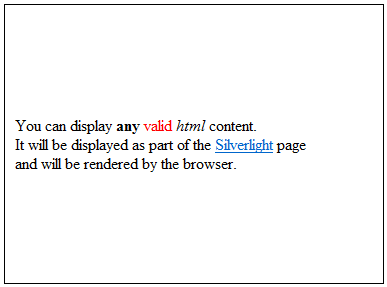 You can display any valid html content.
It will be displayed as part of the Silverlight page
and will be rendered by the browser.